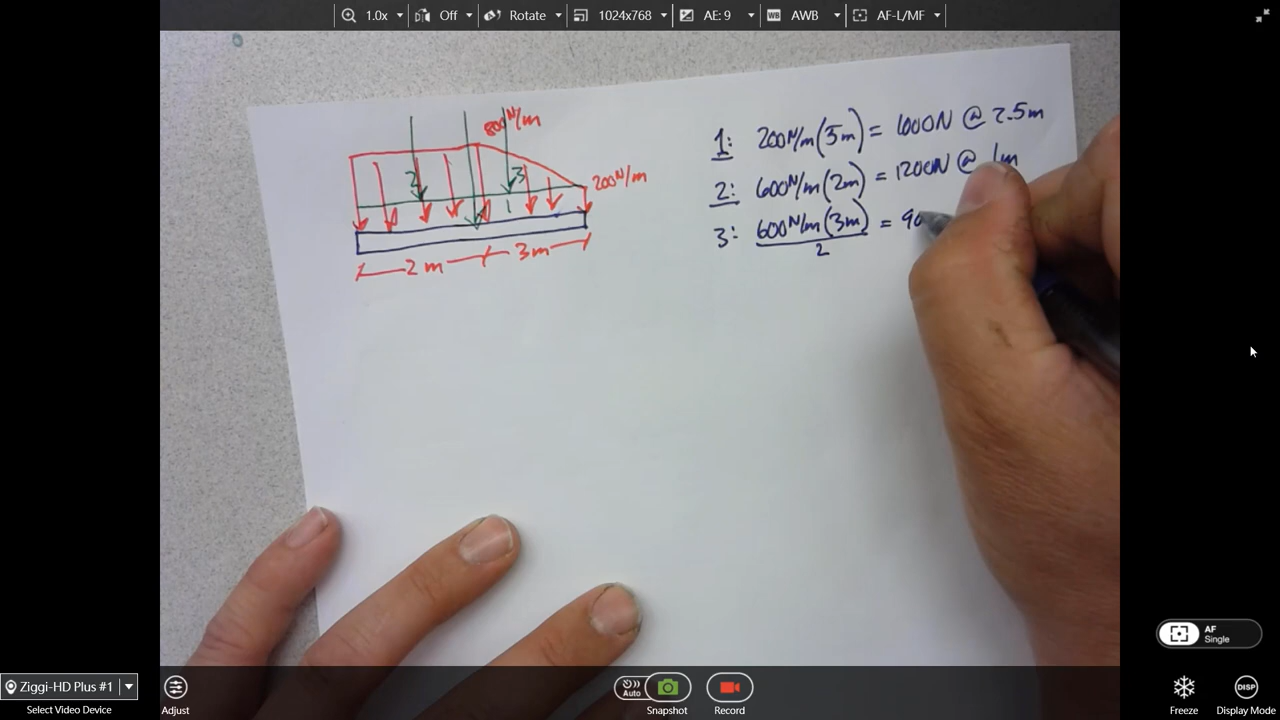 1.0x Off Rotate 1024x768 AE: 9 WB AWB AF-L/MF
800 N/m
1: 200 N/m (5m) = 1000N @ 2.5m
2 3 200 N/m
2: 600 N/m (2m) = 1200N @ 1m
1
3: 600 N/m (3m) = 90
2
2 m 3m
AF
Single
Ziggi-HD Plus #1
Select Video Device
Adjust
Auto
Snapshot
Record
Freeze
DISP
Display Mode